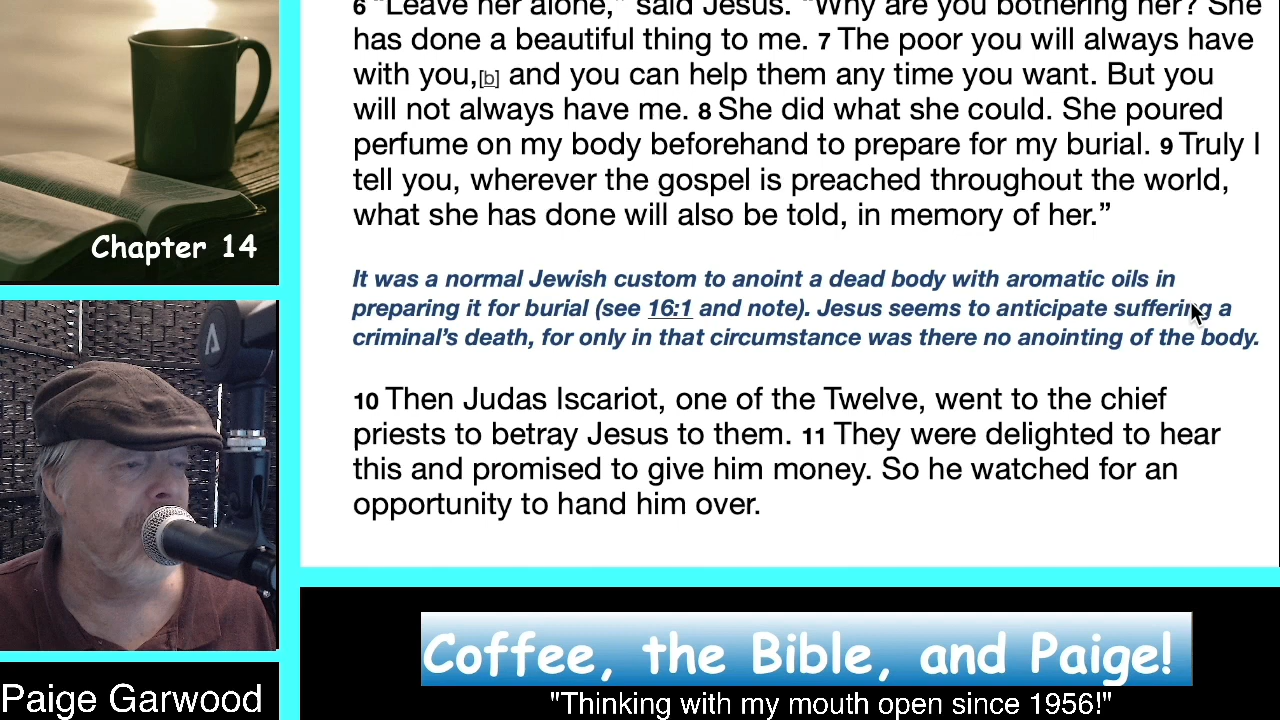 6 “Leave her alone,” said Jesus. “Why are you bothering her? She
has done a beautiful thing to me. 7 The poor you will always have
with you,[b] and you can help them any time you want. But you
will not always have me. 8 She did what she could. She poured
perfume on my body beforehand to prepare for my burial. 9 Truly I
tell you, wherever the gospel is preached throughout the world,
what she has done will also be told, in memory of her.”
It was a normal Jewish custom to anoint a dead body with aromatic oils in
preparing it for burial (see 16:1 and note). Jesus seems to anticipate suffering a
criminal’s death, for only in that circumstance was there no anointing of the body.
10 Then Judas Iscariot, one of the Twelve, went to the chief
priests to betray Jesus to them. 11 They were delighted to hear
this and promised to give him money. So he watched for an
opportunity to hand him over.
Chapter 14
Paige Garwood
Coffee, the Bible, and Paige!
"Thinking with my mouth open since 1956!"